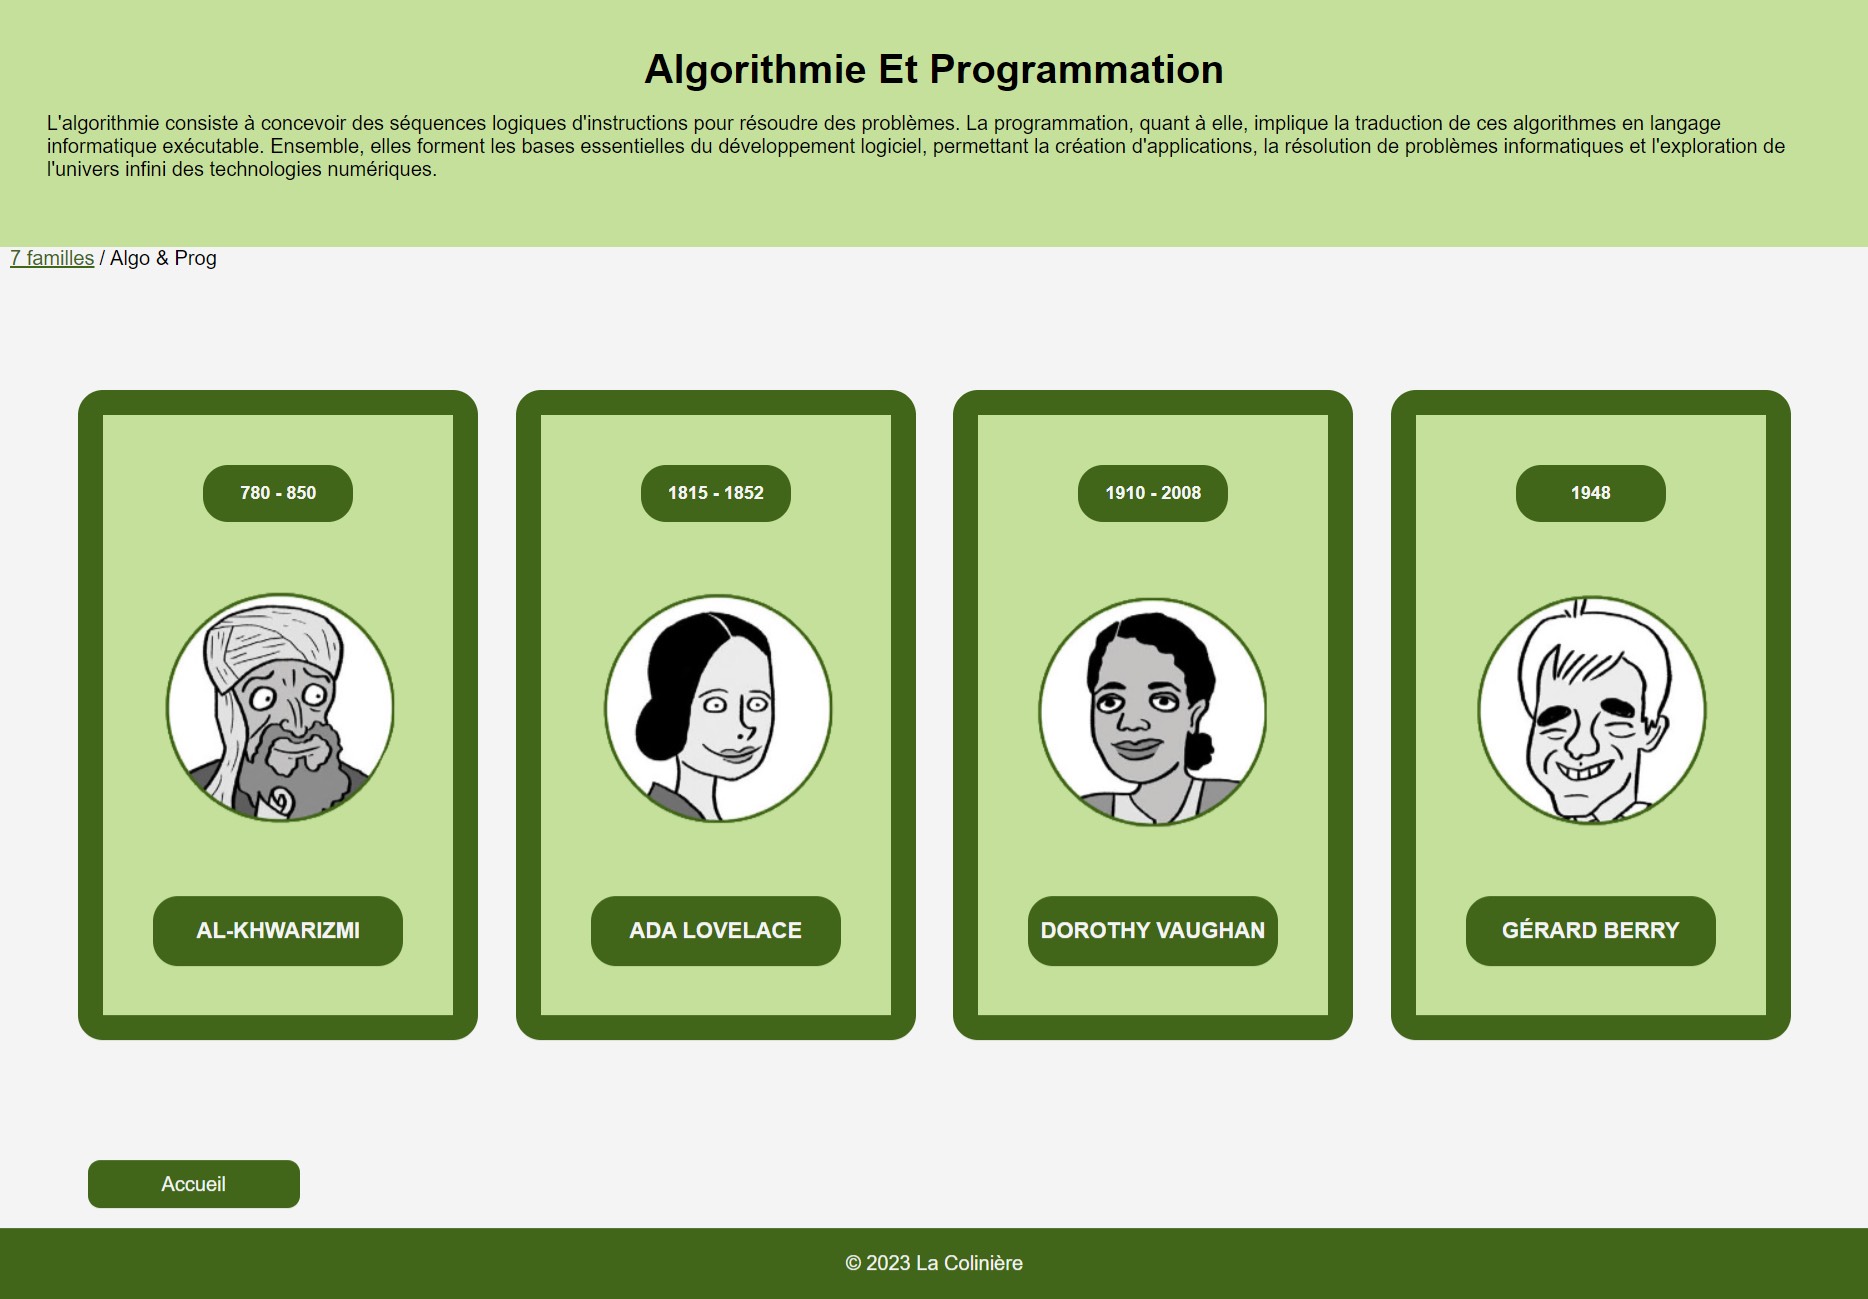 Algorithmie Et Programmation
L'algorithmie consiste à concevoir des séquences logiques d'instructions pour résoudre des problèmes. La programmation, quant à elle, implique la traduction de ces algorithmes en langage
informatique exécutable. Ensemble, elles forment les bases essentielles du développement logiciel, permettant la création d'applications, la résolution de problèmes informatiques et l'exploration de
l'univers infini des technologies numériques.
7 familles / Algo & Prog
780 - 850
AL-KHWARIZMI
1815 - 1852
ADA LOVELACE
1910 - 2008
DOROTHY VAUGHAN
1948
GÉRARD BERRY
Accueil
© 2023 La Colinière